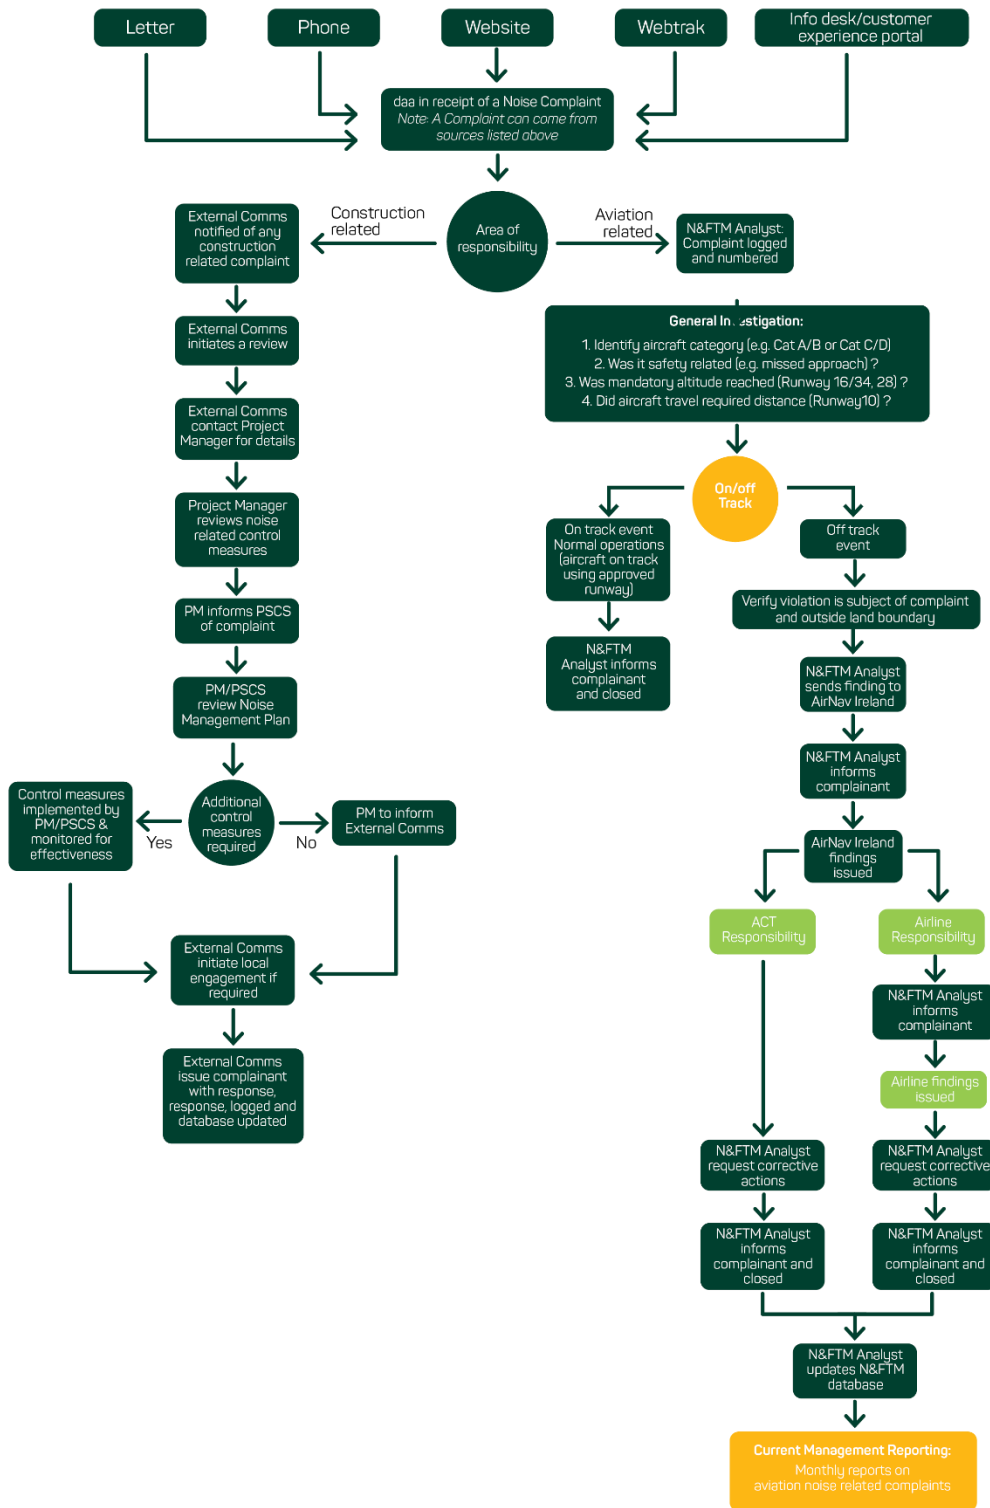 Letter
Phone
Website
Webtrak
Info desk/customer
experience portal
daa in receipt of a Noise Complaint
Note: A Complaint can come from
sources listed above
Area of
responsibility
Construction
related
Aviation
related
External Comms
notified of any
construction
related complaint
External Comms
initiates a review
External Comms
contact Project
Manager for details
Project Manager
reviews noise
related control
measures
PM informs PSCS
of complaint
PM/PSCS
review Noise
Management Plan
Additional
control
measures
required
Yes
No
Control measures
implemented by
PM/PSCS &
monitored for
effectiveness
PM to inform
External Comms
External Comms
initiate local
engagement if
required
External Comms
issue complainant
with response,
response, logged and
database updated
N&FTM Analyst:
Complaint logged
and numbered
General Investigation:
1. Identify aircraft category (e.g. Cat A/B or Cat C/D)
2. Was it safety related (e.g. missed approach) ?
3. Was mandatory altitude reached (Runway 16/34, 28) ?
4. Did aircraft travel required distance (Runway10) ?
On/off
Track
On track event
Normal operations
(aircraft on track
using approved
runway)
N&FTM
Analyst informs
complainant
and closed
Off track
event
Verify violation is subject of complaint
and outside land boundary
N&FTM Analyst
sends finding to
AirNav Ireland
N&FTM Analyst
informs
complainant
AirNav Ireland
findings
issued
ACT
Responsibility
Airline
Responsibility
N&FTM Analyst
informs
complainant
Airline findings
issued
N&FTM Analyst
request corrective
actions
N&FTM Analyst
request corrective
actions
N&FTM Analyst
informs
complainant and
closed
N&FTM Analyst
informs
complainant and
closed
N&FTM Analyst
updates N&FTM
database
Current Management Reporting:
Monthly reports on
aviation noise related complaints